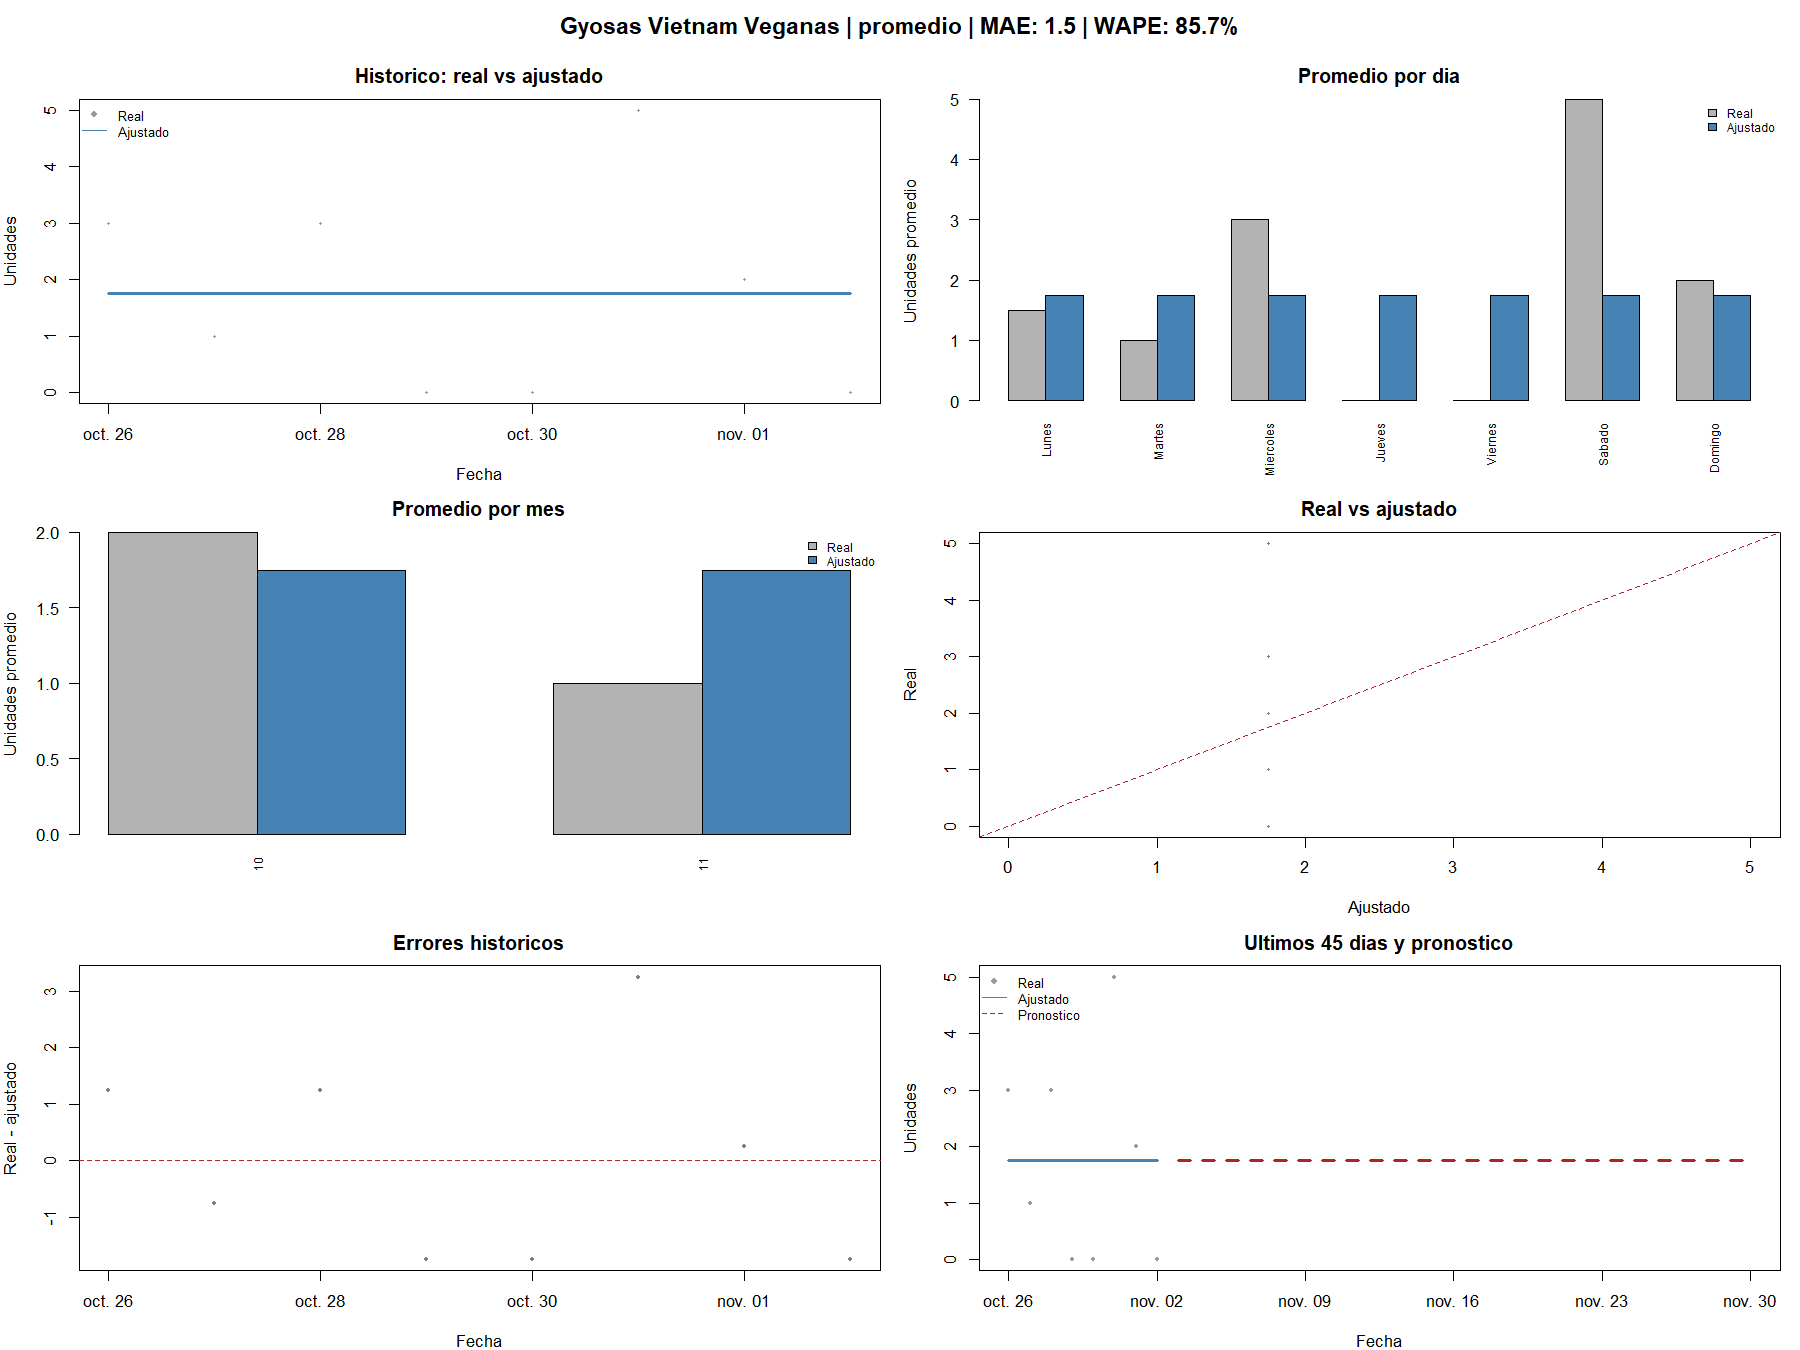 Gyosas Vietnam Veganas | promedio | MAE: 1.5 | WAPE: 85.7%
Historico: real vs ajustado
Real
Ajustado
Unidades
5
4
3
2
1
0
oct. 26
oct. 28
oct. 30
nov. 01
Fecha
Promedio por dia
Real
Ajustado
Unidades promedio
5
4
3
2
1
0
Lunes
Martes
Miercoles
Jueves
Viernes
Sabado
Domingo
Promedio por mes
Real
Ajustado
Unidades promedio
2.0
1.5
1.0
0.5
0.0
10
11
Real vs ajustado
Real
5
4
3
2
1
0
0
1
2
3
4
5
Ajustado
Errores historicos
Real - ajustado
3
2
1
0
-1
oct. 26
oct. 28
oct. 30
nov. 01
Fecha
Ultimos 45 dias y pronostico
Real
Ajustado
Pronostico
Unidades
5
4
3
2
1
0
oct. 26
nov. 02
nov. 09
nov. 16
nov. 23
nov. 30
Fecha